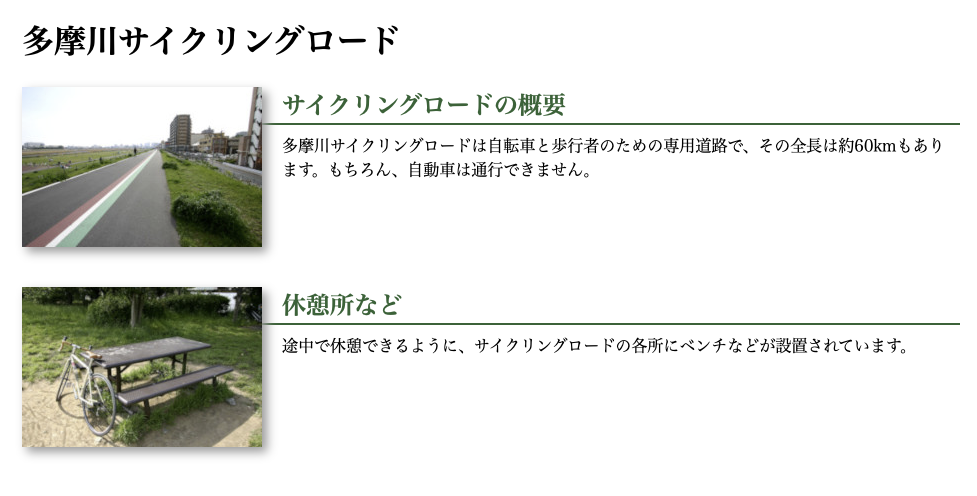 多摩川サイクリングロード
サイクリングロードの概要
多摩川サイクリングロードは自転車と歩行者のための専用道路で、その全長は約60kmもあり
ます。もちろん、自動車は通行できません。
休憩所など
途中で休憩できるように、サイクリングロードの各所にベンチなどが設置されています。